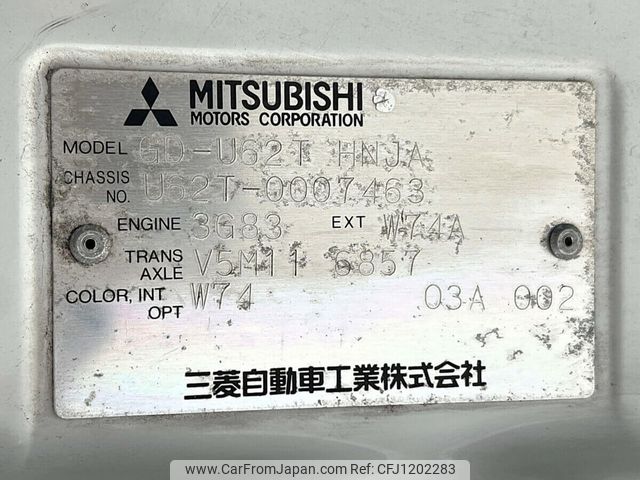 MITSUBISHI
MOTORS CORPORATION
MODEL GD-U62T HNJA
CHASSIS NO. U62T-0007463
ENGINE 3G83 EXT W74A
TRANS AXLE V5M11 6857
COLOR, INT OPT W74 03A 002
三菱自動車工業株式会社
www.CarFromJapan.com | Ref No: CFJ1202283